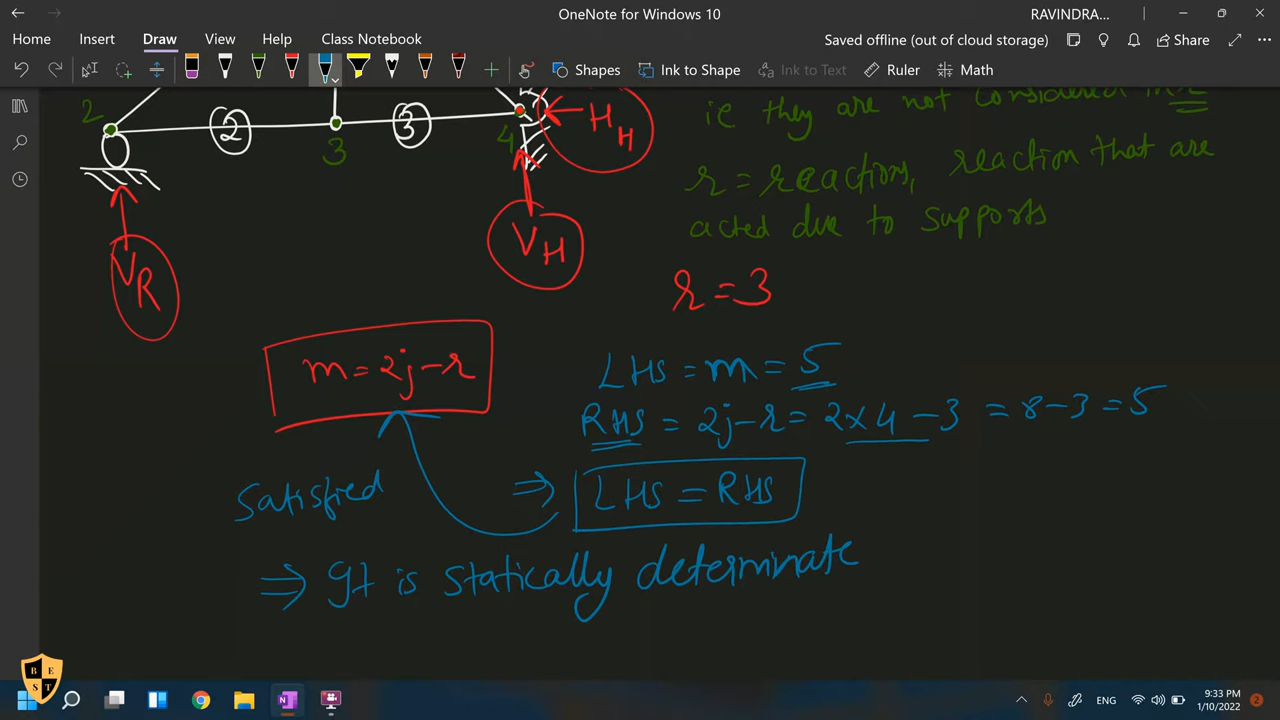 OneNote for Windows 10
RAVINDRA...
Home Insert Draw View Help Class Notebook
Saved offline (out of cloud storage) Share
Shapes Ink to Shape Ink to Text Ruler Math
ie they are not considered in r
2
2
3
3
4
H H
r = reactions, reaction that are
acted due to supports
V R
V H
r = 3
m = 2j - r
LHS = m = 5
RHS = 2j - r = 2 x 4 - 3 = 8 - 3 = 5
Satisfied
⇒ LHS = RHS
⇒ It is statically determinate
B E
S T
ENG
9:33 PM
1/10/2022
2